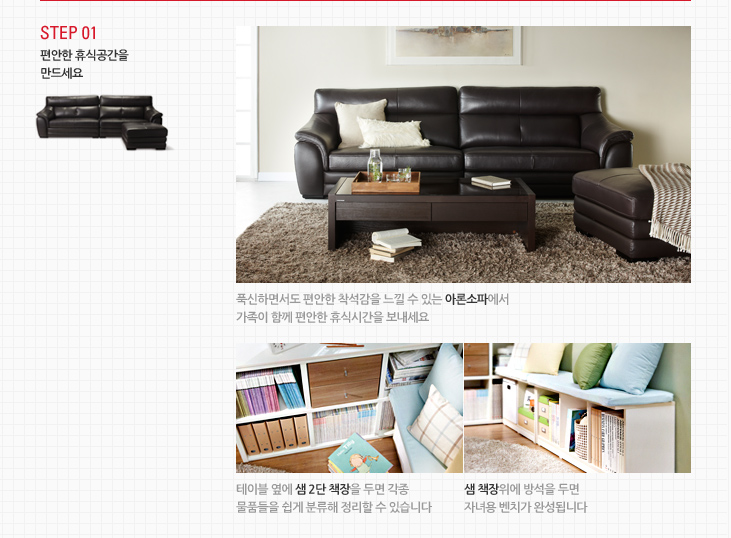 STEP 01
편안한 휴식공간을
만드세요
푹신하면서도 편안한 착석감을 느낄 수 있는 아론소파에서
가족이 함께 편안한 휴식시간을 보내세요
테이블 옆에 샘 2단 책장을 두면 각종
물품들을 쉽게 분류해 정리할 수 있습니다
샘 책장위에 방석을 두면
자녀용 벤치가 완성됩니다